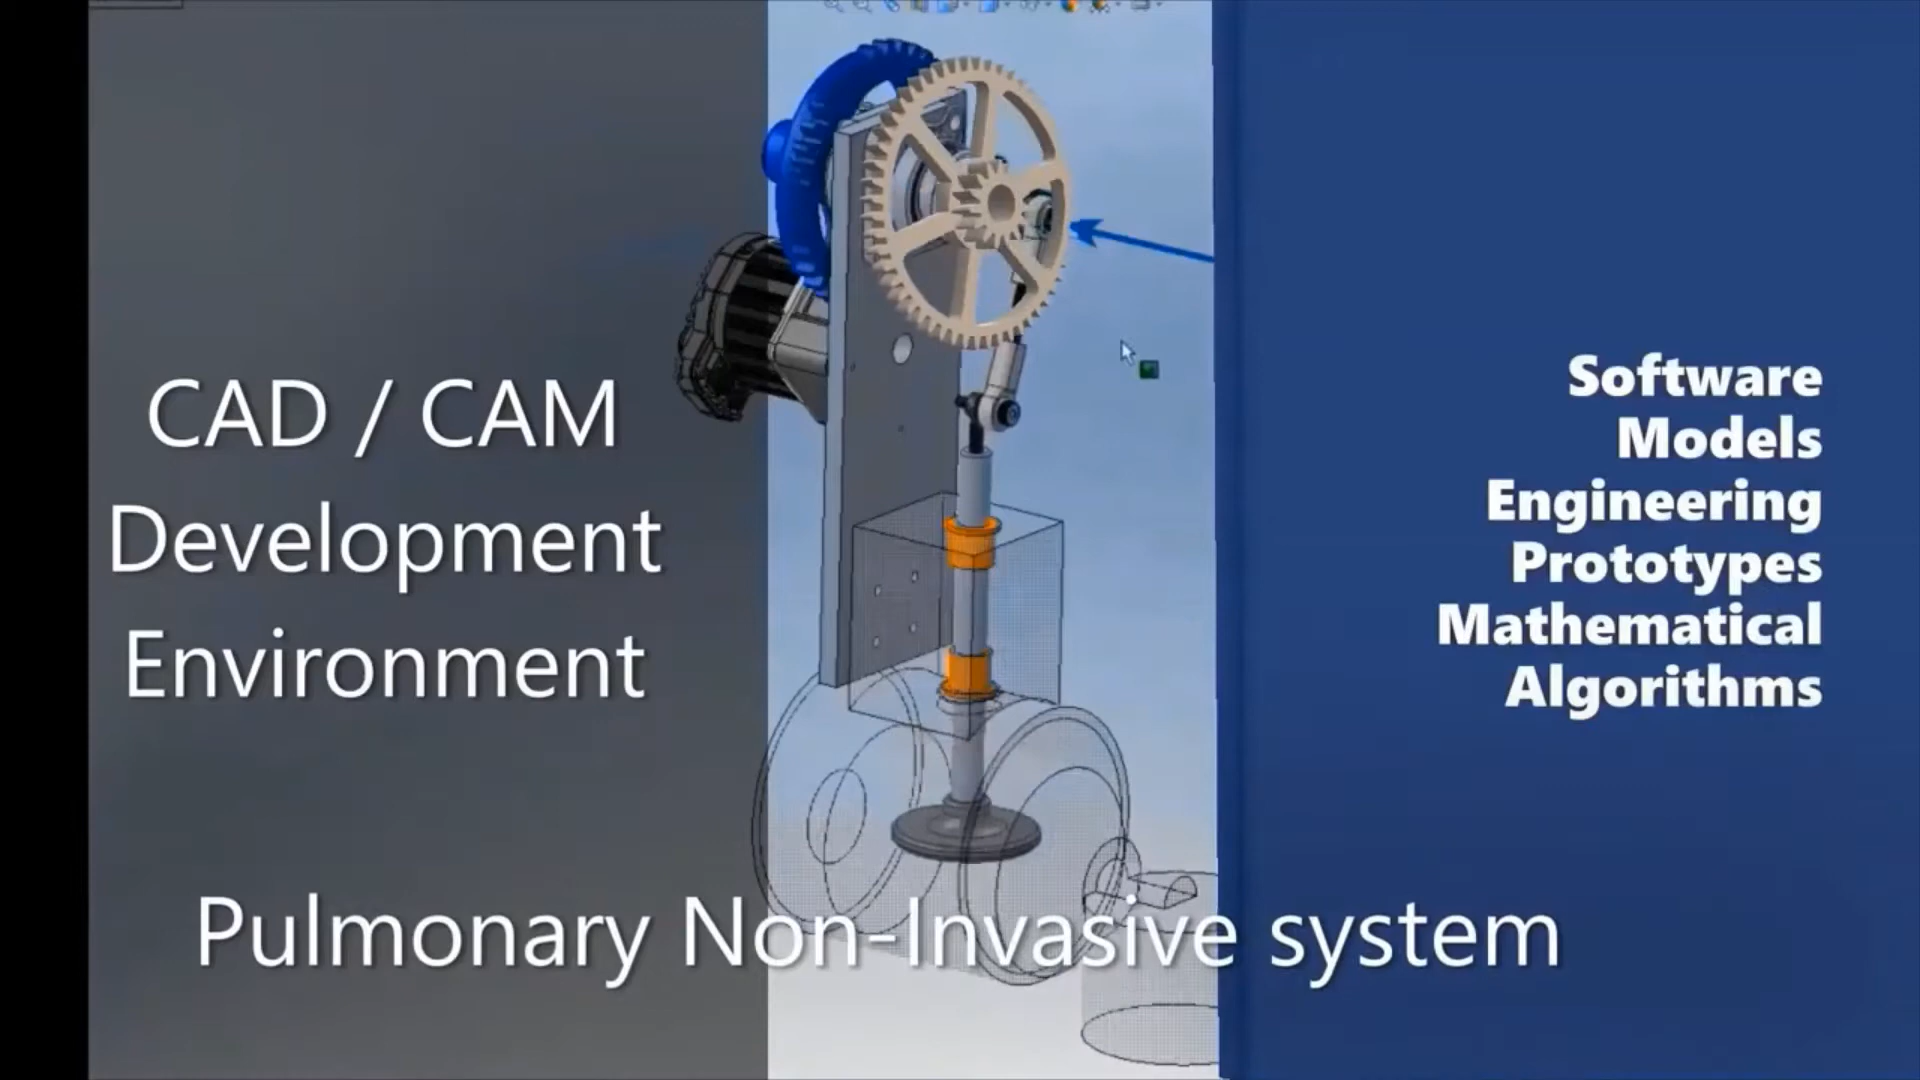 CAD / CAM
Development
Environment
Software
Models
Engineering
Prototypes
Mathematical
Algorithms
Pulmonary Non-Invasive system